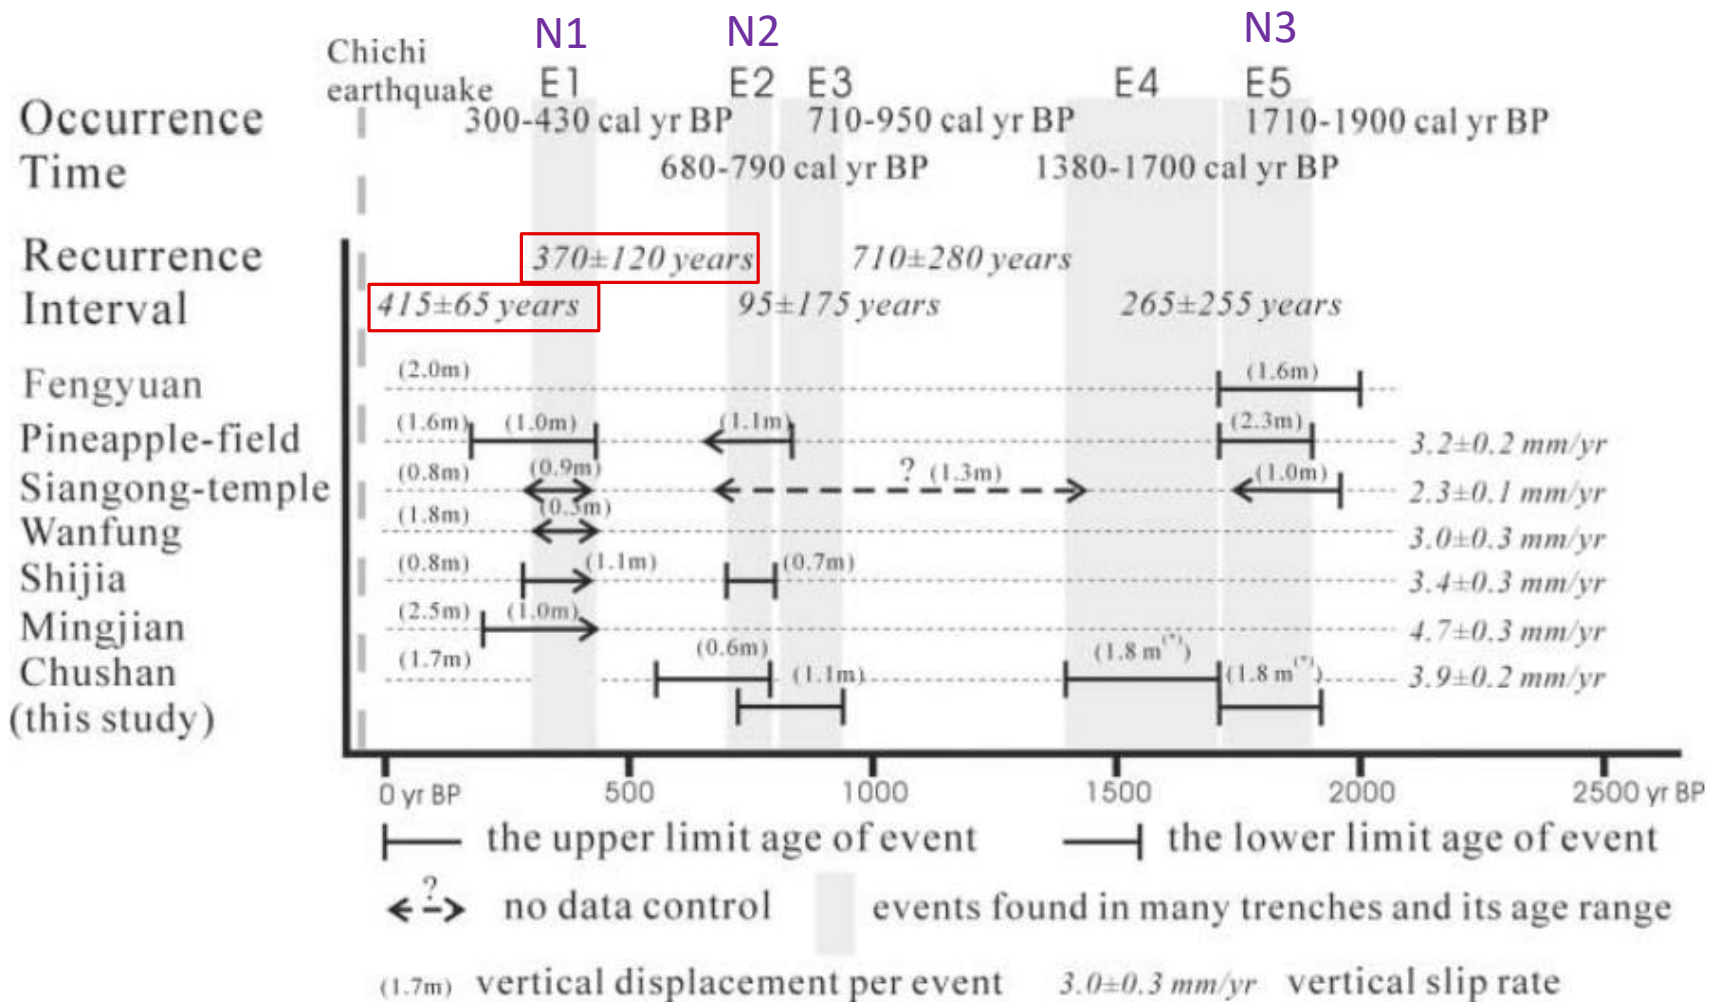 N1 N2 N3
Chichi
earthquake E1 E2 E3 E4 E5
Occurrence 300-430 cal yr BP 710-950 cal yr BP 1710-1900 cal yr BP
Time 680-790 cal yr BP 1380-1700 cal yr BP
Recurrence 370±120 years 710±280 years
Interval 415±65 years 95±175 years 265±255 years
Fengyuan (2.0m) (1.6m)
Pineapple-field (1.6m) (1.0m) (1.1m) (2.3m) 3.2±0.2 mm/yr
Siangong-temple (0.8m) (0.9m) ? (1.3m) (1.0m) 2.3±0.1 mm/yr
Wanfung (1.8m) (0.3m) 3.0±0.3 mm/yr
Shijia (0.8m) (1.1m) (0.7m) 3.4±0.3 mm/yr
Mingjian (2.5m) (1.0m) 4.7±0.3 mm/yr
Chushan (1.7m) (0.6m) (1.1m) (1.8 m(*)) (1.8 m(*)) 3.9±0.2 mm/yr
(this study)
0 yr BP 500 1000 1500 2000 2500 yr BP
the upper limit age of event the lower limit age of event
? no data control events found in many trenches and its age range
(1.7m) vertical displacement per event 3.0±0.3 mm/yr vertical slip rate